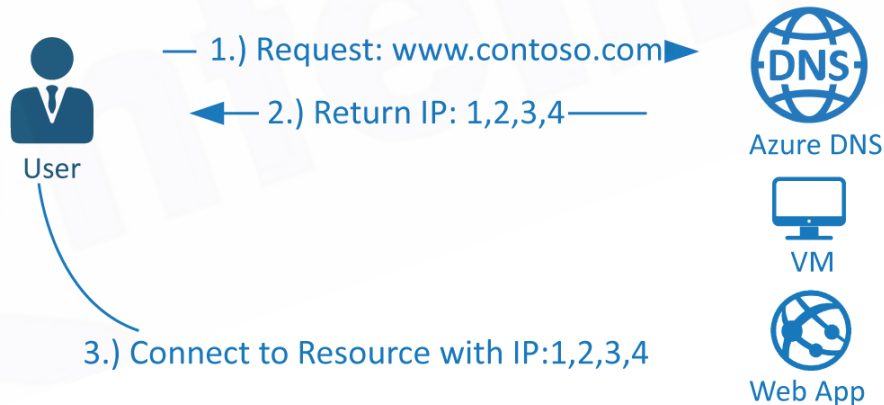 1.) Request: www.contoso.com
DNS
2.) Return IP: 1,2,3,4
Azure DNS
User
VM
3.) Connect to Resource with IP:1,2,3,4
Web App